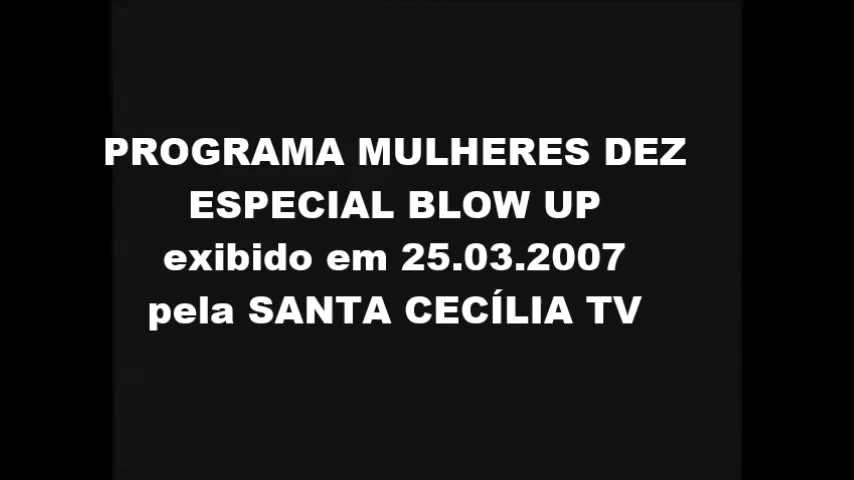 PROGRAMA MULHERES DEZ
ESPECIAL BLOW UP
exibido em 25.03.2007
pela SANTA CECÍLIA TV